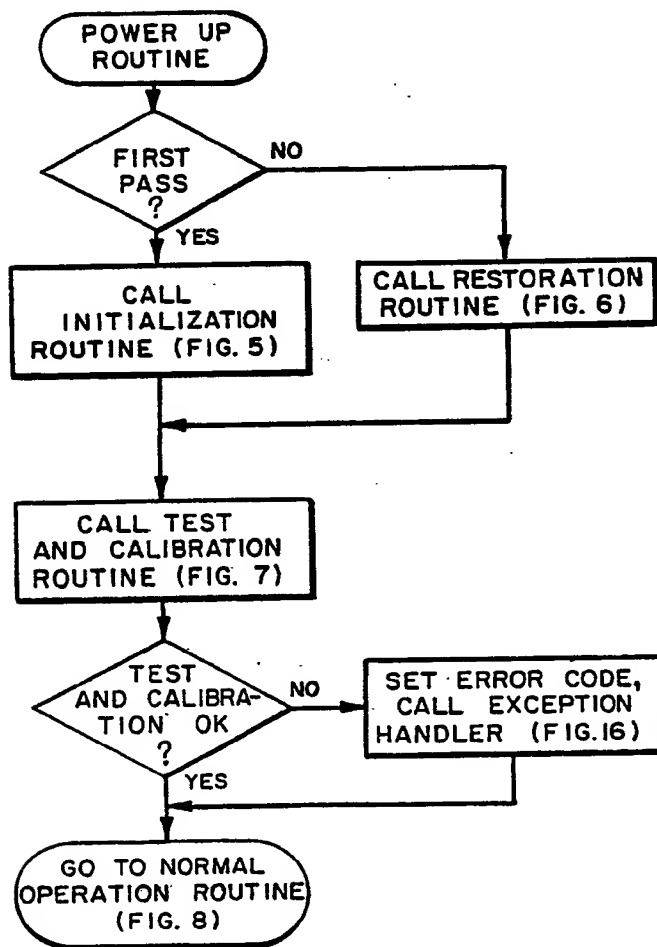 POWER UP
ROUTINE
FIRST
PASS
?
NO
YES
CALL
INITIALIZATION
ROUTINE (FIG. 5)
CALL RESTORATION
ROUTINE (FIG. 6)
CALL TEST
AND CALIBRATION
ROUTINE (FIG. 7)
TEST
AND CALIBRA-
TION OK
?
NO
YES
SET ERROR CODE,
CALL EXCEPTION
HANDLER (FIG.16)
GO TO NORMAL
OPERATION ROUTINE
(FIG. 8)